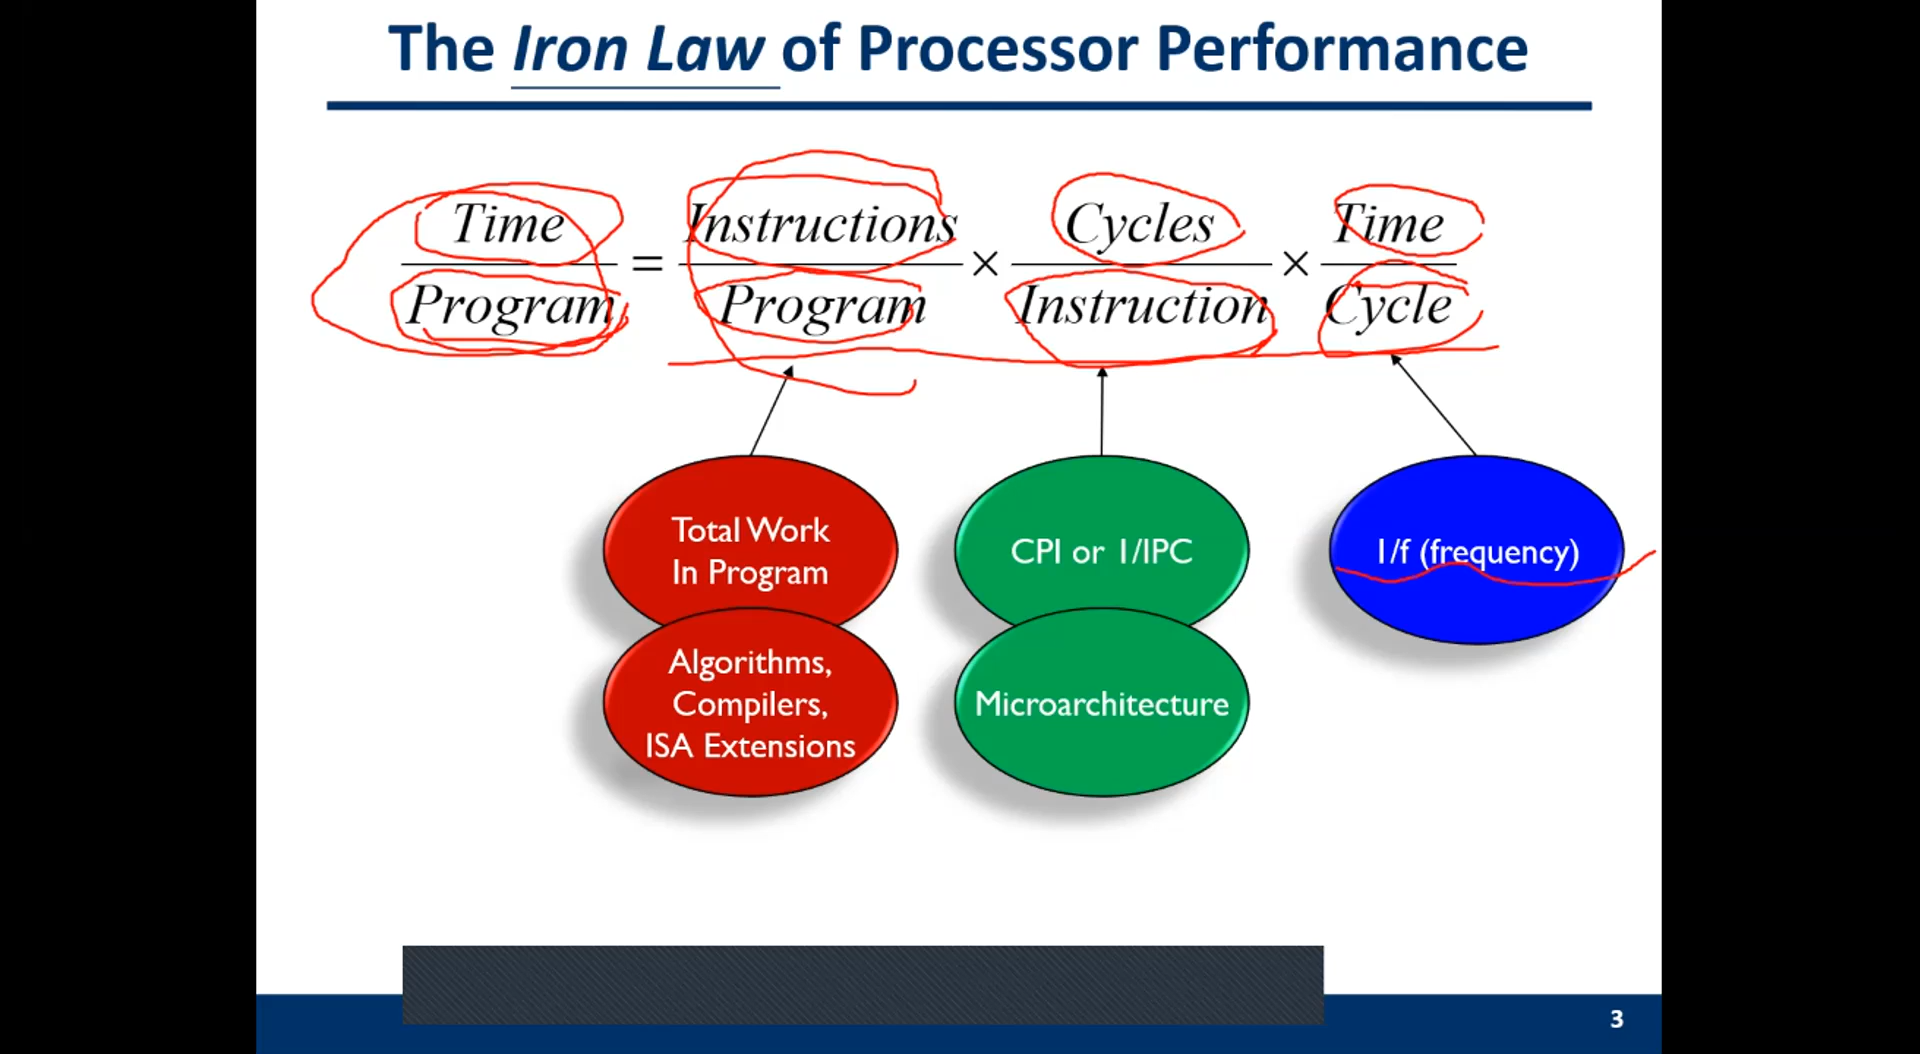 The Iron Law of Processor Performance
Time / Program = Instructions / Program × Cycles / Instruction × Time / Cycle
Total Work
In Program
CPI or 1/IPC
1/f (frequency)
Algorithms,
Compilers,
ISA Extensions
Microarchitecture
3